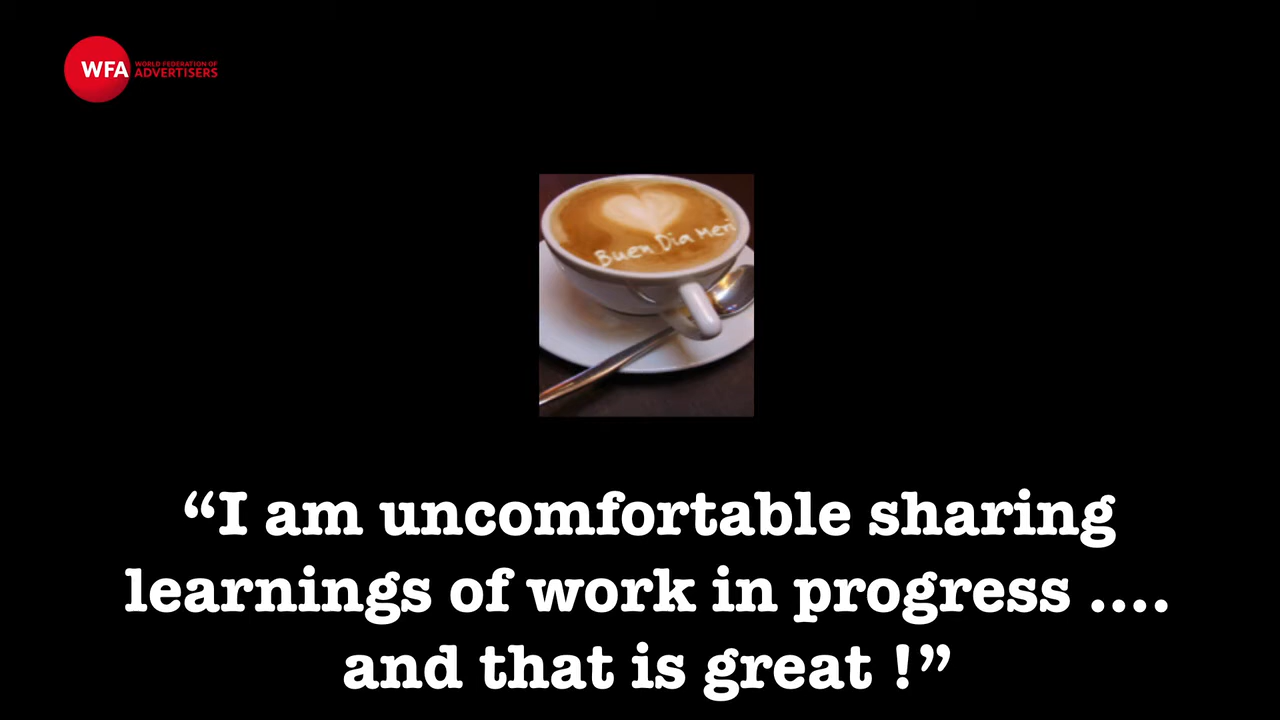 WFA
WORLD FEDERATION OF
ADVERTISERS
Buen Dia Meri
“I am uncomfortable sharing
learnings of work in progress ....
and that is great !”